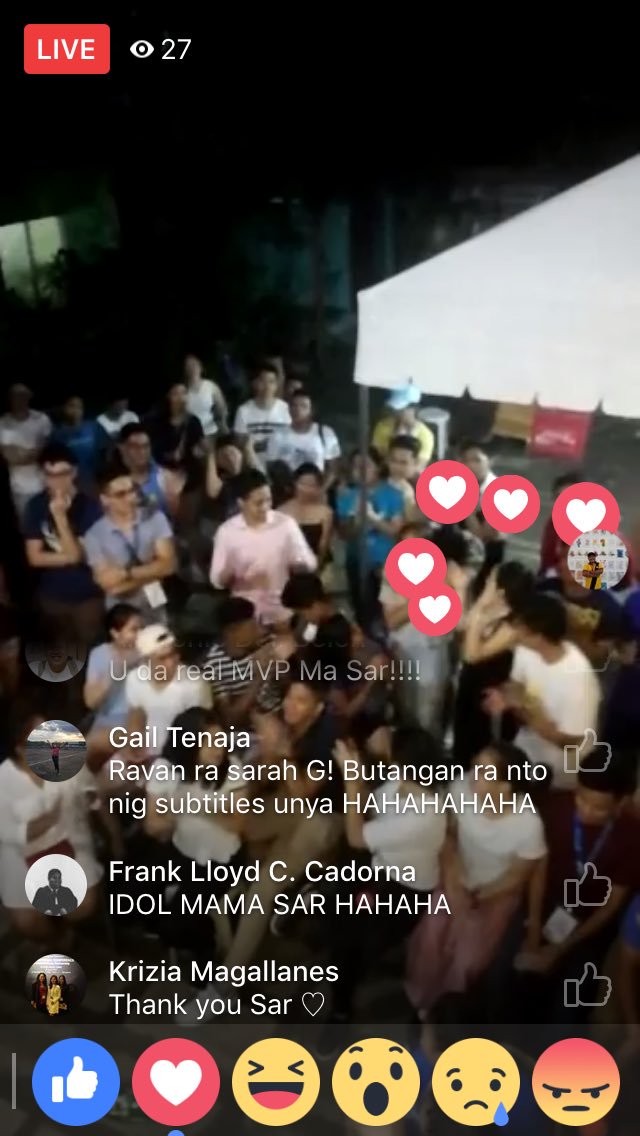 LIVE 27
U da real MVP Ma Sar!!!!
Gail Tenaja
Ravan ra sarah G! Butangan ra nto
nig subtitles unya HAHAHAHAHA
Frank Lloyd C. Cadorna
IDOL MAMA SAR HAHAHA
Krizia Magallanes
Thank you Sar ♡